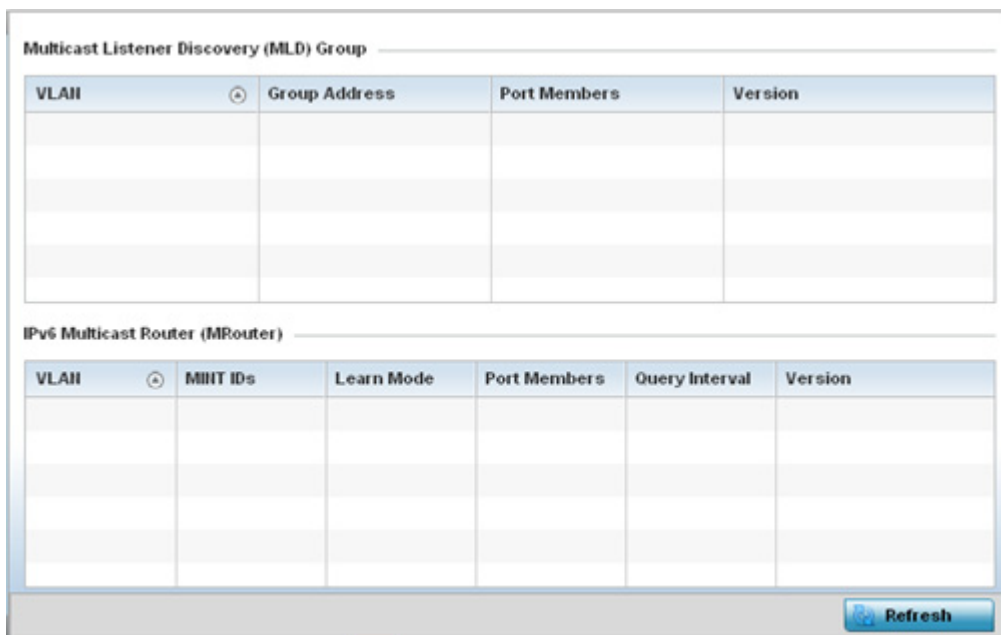 Multicast Listener Discovery (MLD) Group
VLAN Group Address Port Members Version
IPv6 Multicast Router (MRouter)
VLAN MINT IDs Learn Mode Port Members Query Interval Version
Refresh